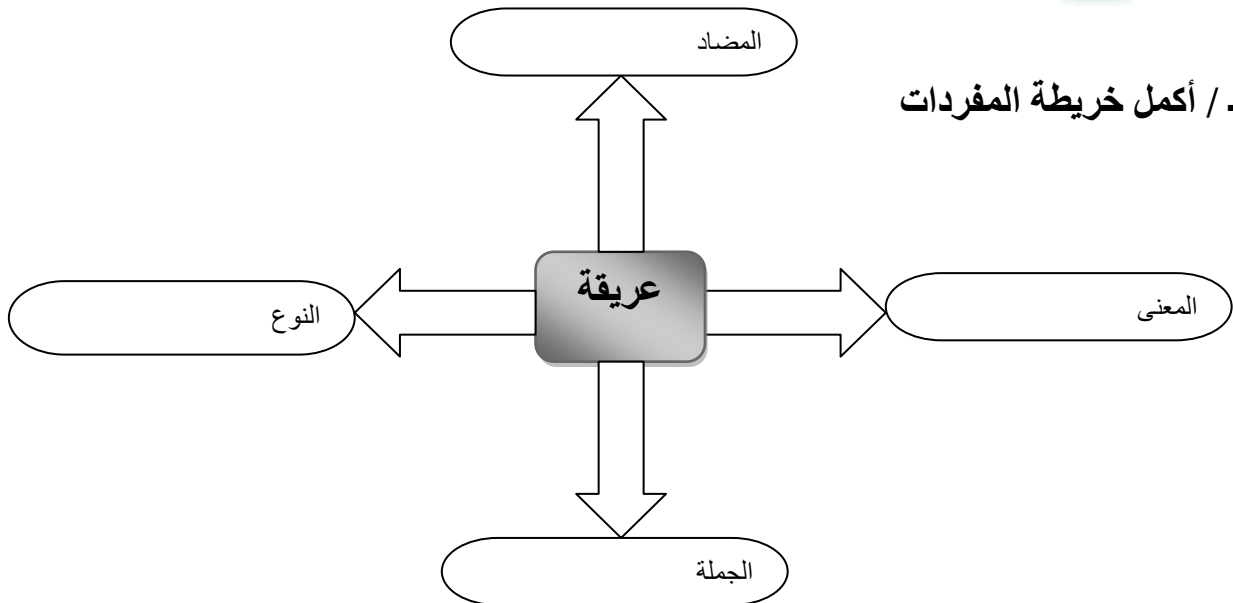 المضاد
. / أكمل خريطة المفردات
عريقة
المعنى
النوع
الجملة